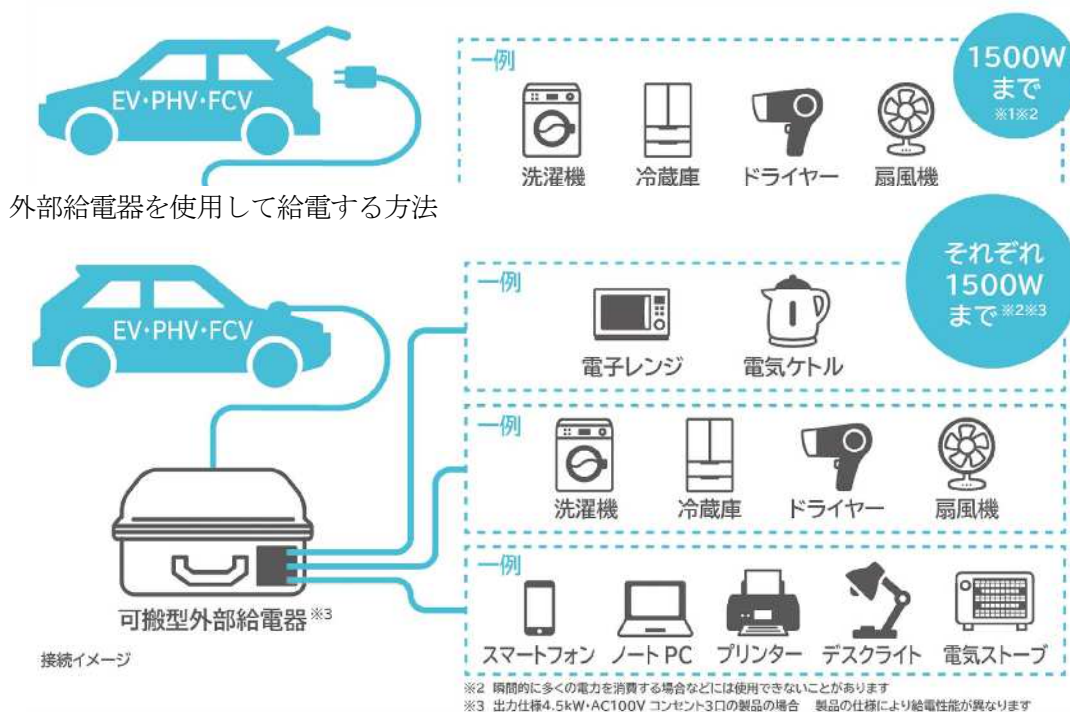 EV・PHV・FCV
一例
1500W
まで
※1※2
洗濯機 冷蔵庫 ドライヤー 扇風機
外部給電器を使用して給電する方法
EV・PHV・FCV
それぞれ
1500W
まで※2※3
一例
電子レンジ 電気ケトル
一例
洗濯機 冷蔵庫 ドライヤー 扇風機
一例
スマートフォン ノートPC プリンター デスクライト 電気ストーブ
可搬型外部給電器※3
接続イメージ
※2 瞬間的に多くの電力を消費する場合などには使用できないことがあります
※3 出力仕様4.5kW・AC100V コンセント3口の製品の場合 製品の仕様により給電性能が異なります